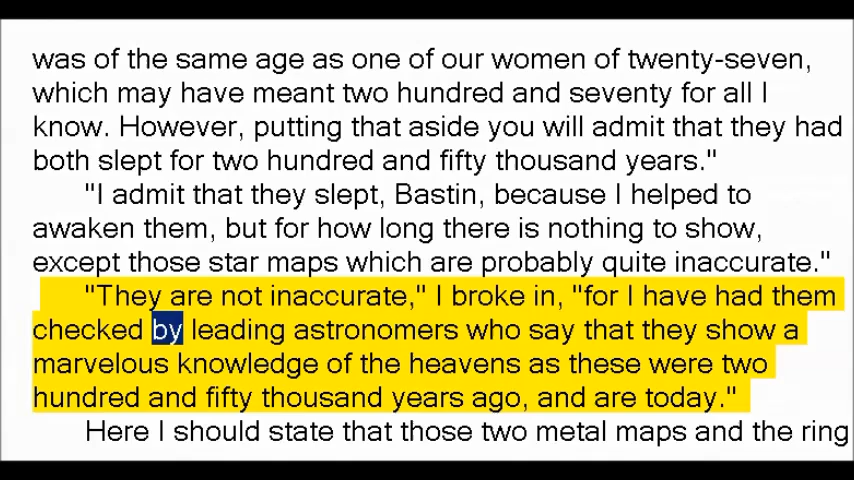 was of the same age as one of our women of twenty-seven,
which may have meant two hundred and seventy for all I
know. However, putting that aside you will admit that they had
both slept for two hundred and fifty thousand years."
"I admit that they slept, Bastin, because I helped to
awaken them, but for how long there is nothing to show,
except those star maps which are probably quite inaccurate."
"They are not inaccurate," I broke in, "for I have had them
checked by leading astronomers who say that they show a
marvelous knowledge of the heavens as these were two
hundred and fifty thousand years ago, and are today."
Here I should state that those two metal maps and the ring